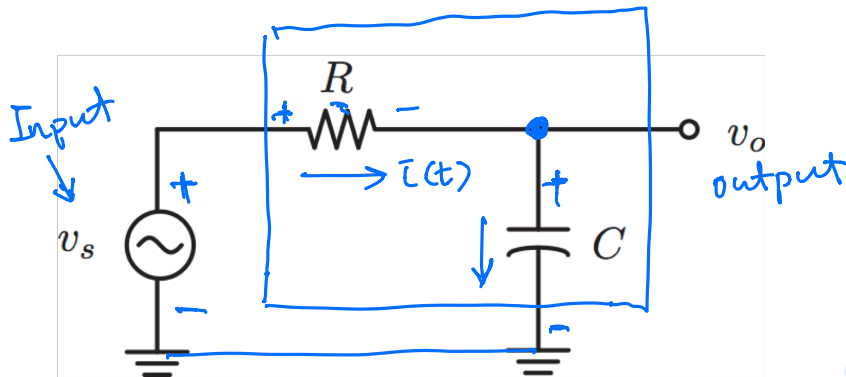 R
Input
+ -
i(t)
v_o
output
+
+
v_s
C
-
-